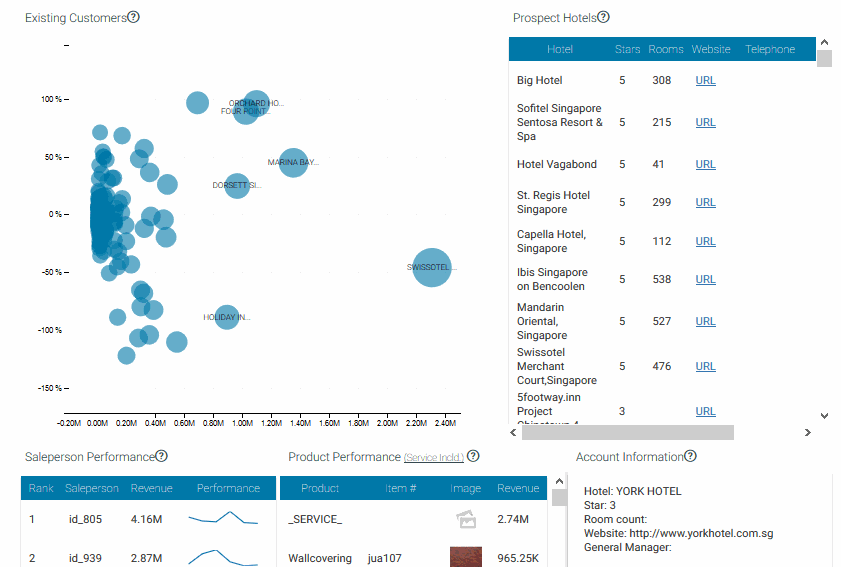 Existing Customers
100 %
50 %
0 %
-50 %
-100 %
-150 %
ORCHARD HO...
FOUR POINT...
MARINA BAY...
DORSETT SI...
SWISSOTEL ...
HOLIDAY IN...
-0.20M 0.00M 0.20M 0.40M 0.60M 0.80M 1.00M 1.20M 1.40M 1.60M 1.80M 2.00M 2.20M 2.40M
Prospect Hotels
Hotel Stars Rooms Website Telephone
Big Hotel 5 308 URL
Sofitel Singapore
Sentosa Resort & 5 215 URL
Spa
Hotel Vagabond 5 41 URL
St. Regis Hotel
Singapore 5 299 URL
Capella Hotel,
Singapore 5 112 URL
Ibis Singapore
on Bencoolen 5 538 URL
Mandarin
Oriental, 5 527 URL
Singapore
Swissotel
Merchant 5 476 URL
Court,Singapore
5footway.inn
Project 3 URL
Chinatown 4
Saleperson Performance
Rank Saleperson Revenue Performance
1 id_805 4.16M
2 id_939 2.87M
Product Performance (Service Incld.)
Product Item # Image Revenue
_SERVICE_ 2.74M
Wallcovering jua107 965.25K
Account Information
Hotel: YORK HOTEL
Star: 3
Room count:
Website: http://www.yorkhotel.com.sg
General Manager: